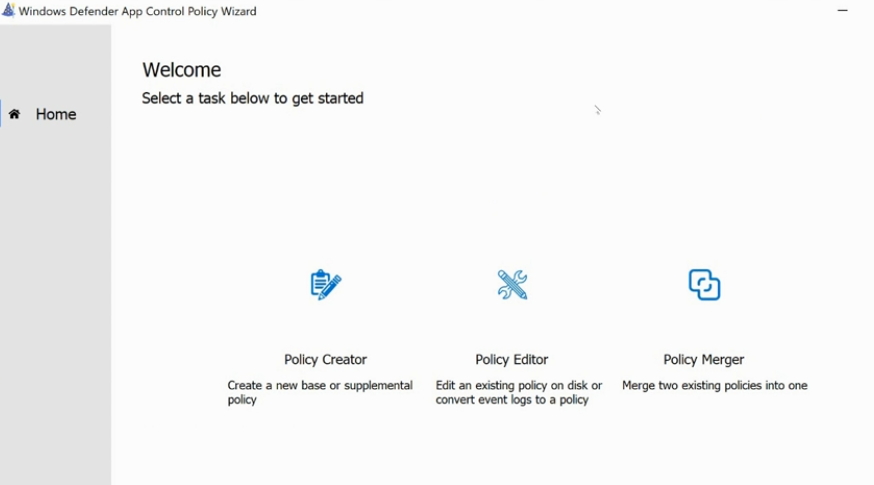 Windows Defender App Control Policy Wizard
Welcome
Select a task below to get started
Home
Policy Creator
Create a new base or supplemental
policy
Policy Editor
Edit an existing policy on disk or
convert event logs to a policy
Policy Merger
Merge two existing policies into one